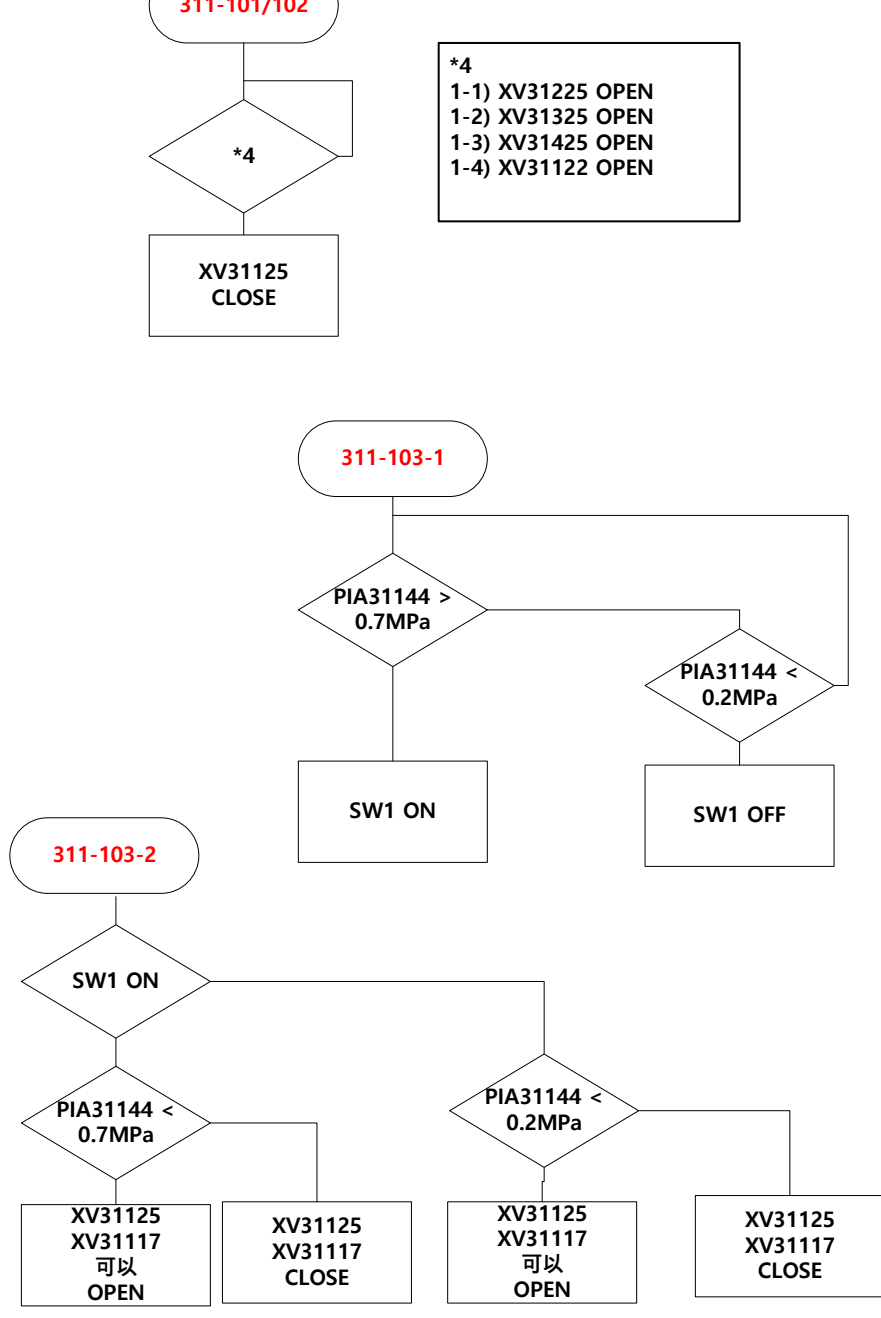 311-101/102
*4
1-1) XV31225 OPEN
1-2) XV31325 OPEN
1-3) XV31425 OPEN
1-4) XV31122 OPEN
*4
XV31125
CLOSE
311-103-1
PIA31144 >
0.7MPa
PIA31144 <
0.2MPa
SW1 ON
SW1 OFF
311-103-2
SW1 ON
PIA31144 <
0.7MPa
PIA31144 <
0.2MPa
XV31125
XV31117
可以
OPEN
XV31125
XV31117
CLOSE
XV31125
XV31117
可以
OPEN
XV31125
XV31117
CLOSE